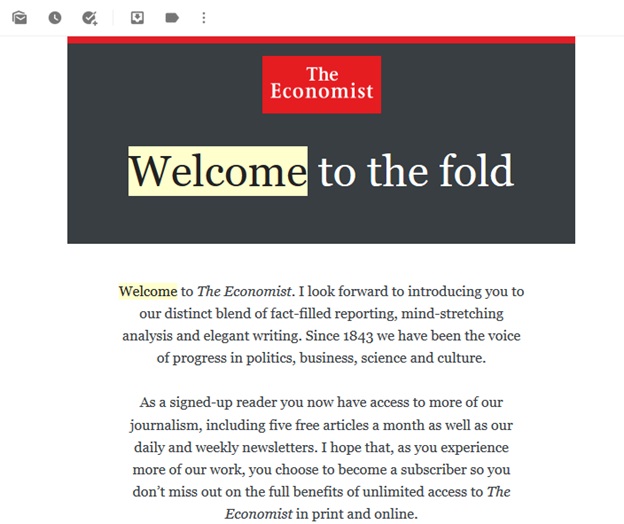 The
Economist
Welcome to the fold
Welcome to The Economist. I look forward to introducing you to
our distinct blend of fact-filled reporting, mind-stretching
analysis and elegant writing. Since 1843 we have been the voice
of progress in politics, business, science and culture.
As a signed-up reader you now have access to more of our
journalism, including five free articles a month as well as our
daily and weekly newsletters. I hope that, as you experience
more of our work, you choose to become a subscriber so you
don’t miss out on the full benefits of unlimited access to The
Economist in print and online.